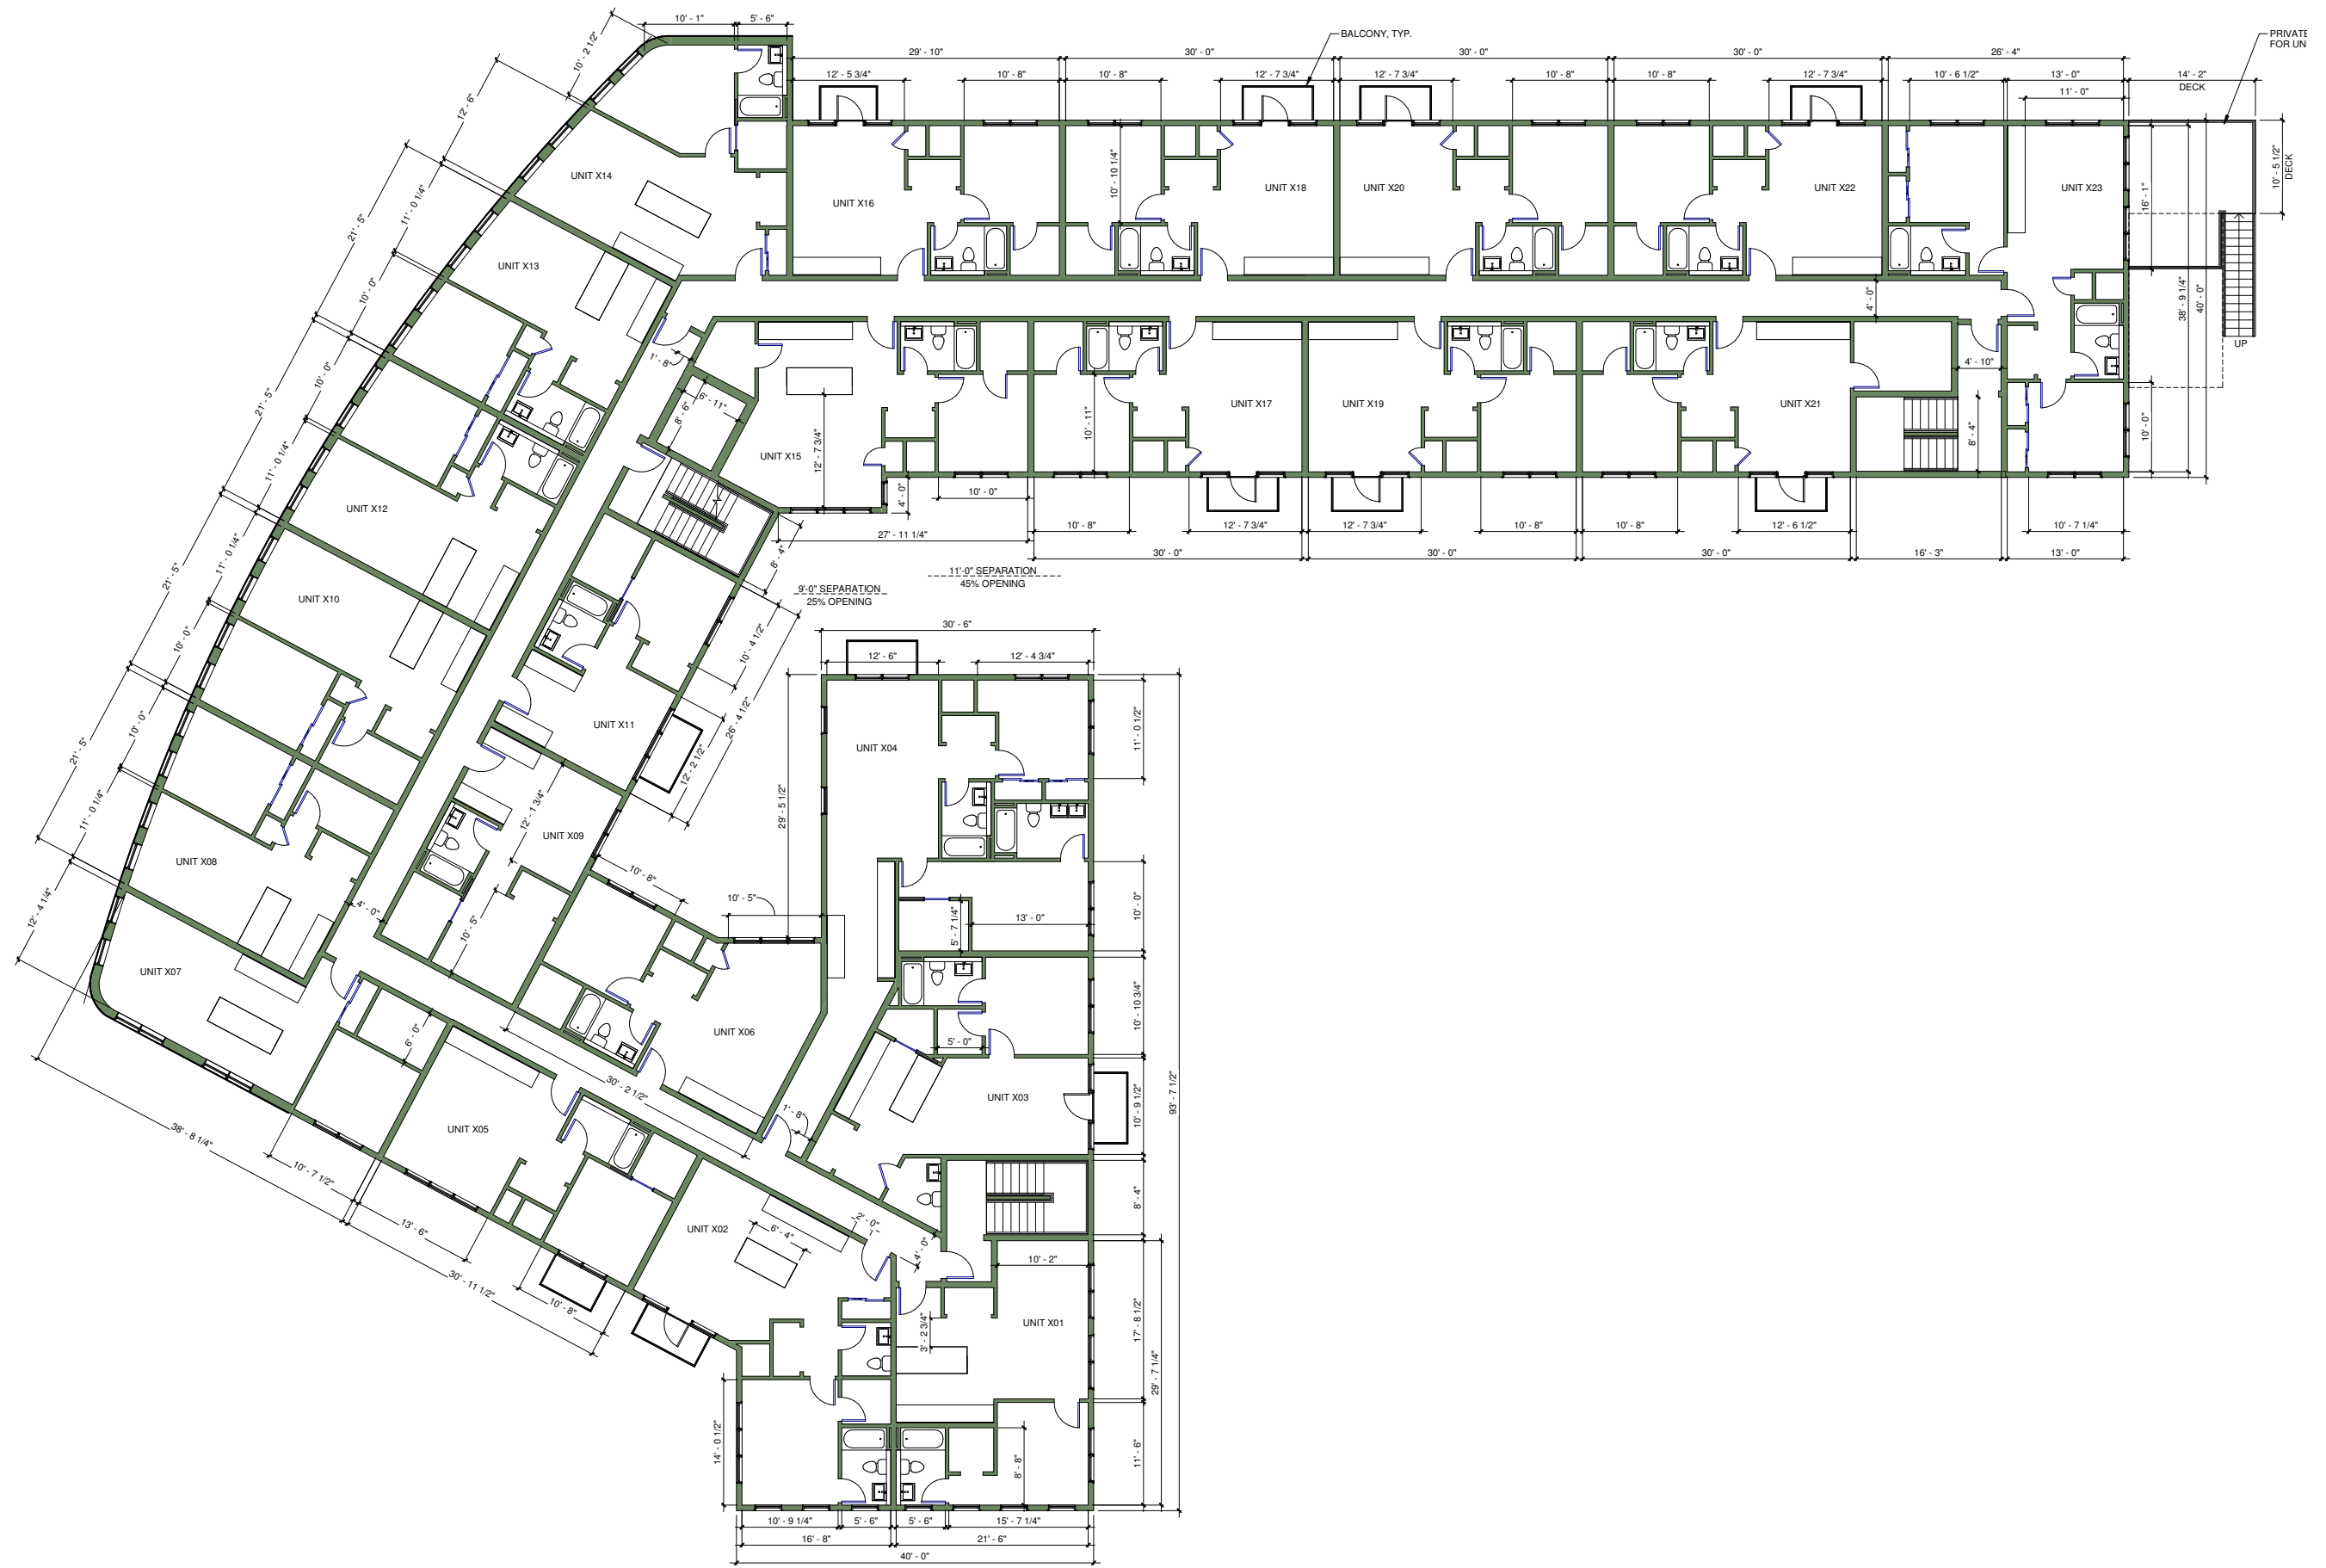 10' - 1"
5' - 6"
10' - 2 1/2"
BALCONY, TYP.
PRIVATE
FOR UN
29' - 10"
30' - 0"
30' - 0"
30' - 0"
26' - 4"
12' - 5 3/4"
10' - 8"
10' - 8"
12' - 7 3/4"
12' - 7 3/4"
10' - 8"
10' - 8"
12' - 7 3/4"
10' - 6 1/2"
13' - 0"
14' - 2"
DECK
11' - 0"
12' - 6"
10' - 10 1/4"
10' - 5 1/2"
DECK
UNIT X14
UNIT X16
UNIT X18
UNIT X20
UNIT X22
UNIT X23
16' - 1"
11' - 0 1/4"
21' - 5"
UNIT X13
10' - 0"
4' - 0"
38' - 9 1/4"
40' - 0"
UP
1' - 8"
4' - 10"
10' - 0"
21' - 5"
6' - 11"
8' - 6"
UNIT X17
UNIT X19
UNIT X21
10' - 11"
8' - 4"
10' - 0"
UNIT X15
12' - 7 3/4"
11' - 0 1/4"
4' - 0"
10' - 0"
UNIT X12
10' - 8"
12' - 7 3/4"
12' - 7 3/4"
10' - 8"
10' - 8"
12' - 6 1/2"
10' - 7 1/4"
27' - 11 1/4"
30' - 0"
30' - 0"
30' - 0"
16' - 3"
13' - 0"
11' - 0 1/4"
21' - 5"
8' - 4"
11'-0" SEPARATION
45% OPENING
9'-0" SEPARATION
25% OPENING
UNIT X10
10' - 0"
10' - 4 1/2"
30' - 6"
12' - 6"
12' - 4 3/4"
26' - 4 1/2"
UNIT X11
10' - 0"
21' - 5"
11' - 0 1/2"
UNIT X04
12' - 2 1/2"
29' - 5 1/2"
12' - 1 3/4"
11' - 0 1/4"
UNIT X09
UNIT X08
10' - 8"
10' - 5"
10' - 0"
12' - 4 1/4"
4' - 0"
10' - 5"
5' - 7 1/4"
13' - 0"
UNIT X07
10' - 10 3/4"
6' - 0"
UNIT X06
5' - 0"
30' - 2 1/2"
UNIT X03
10' - 9 1/2"
93' - 7 1/2"
1' - 8"
UNIT X05
38' - 8 1/4"
10' - 7 1/2"
8' - 4"
13' - 6"
UNIT X02
6' - 4"
2' - 0"
4' - 0"
10' - 2"
30' - 11 1/2"
10' - 8"
3' - 2 3/4"
UNIT X01
17' - 8 1/2"
29' - 7 1/4"
14' - 0 1/2"
8' - 8"
11' - 6"
10' - 9 1/4"
5' - 6"
5' - 6"
15' - 7 1/4"
16' - 8"
21' - 6"
40' - 0"